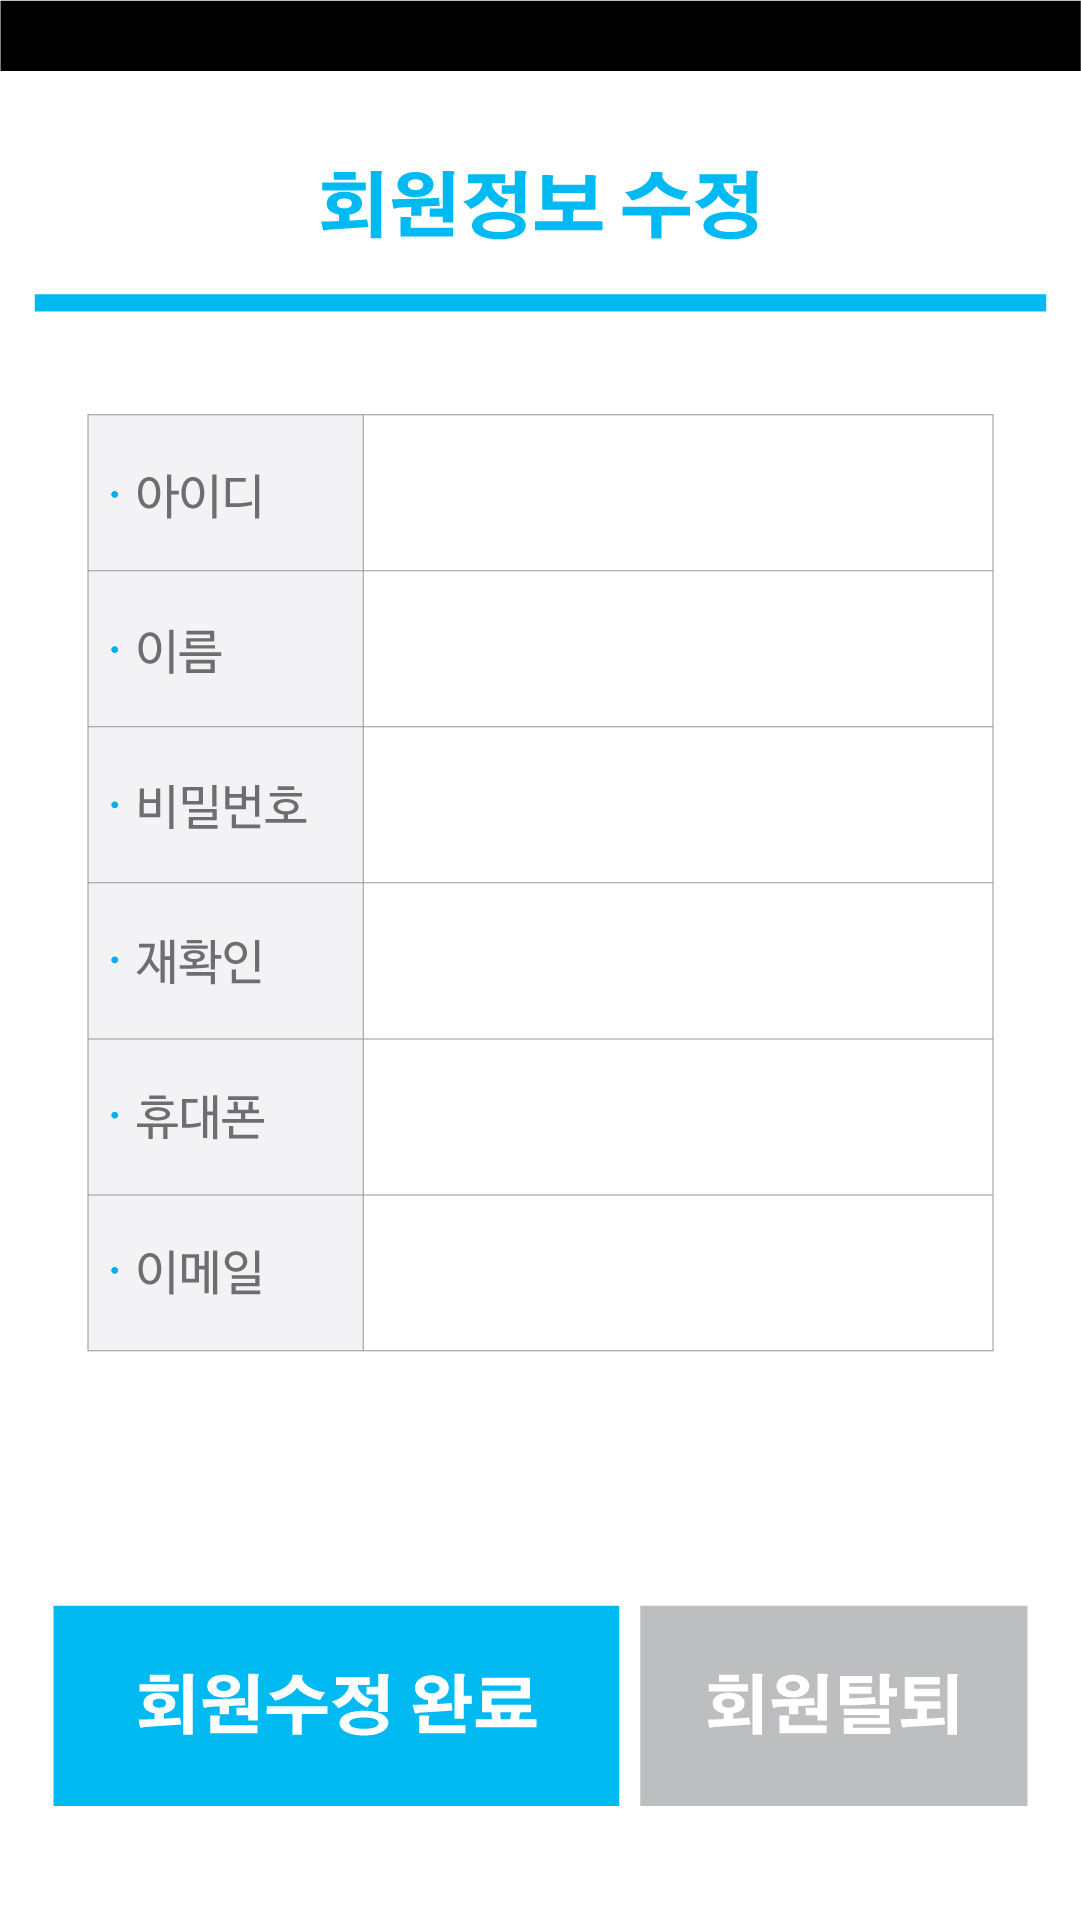 회원정보 수정
· 아이디
· 이름
· 비밀번호
· 재확인
· 휴대폰
· 이메일
회원수정 완료
회원탈퇴